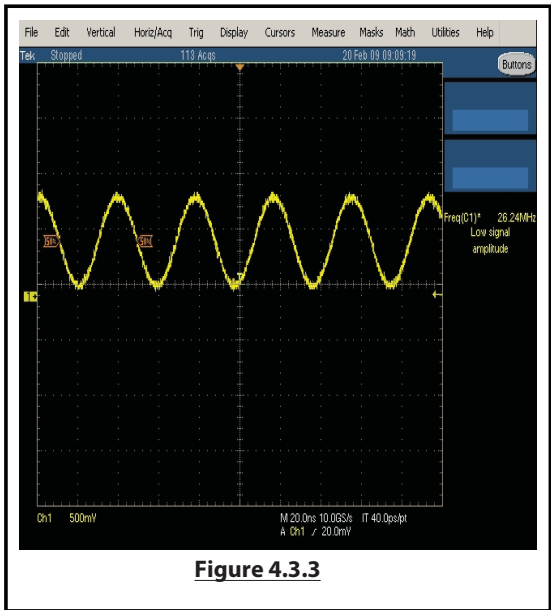 File Edit Vertical Horiz/Acq Trig Display Cursors Measure Masks Math Utilities Help
Tek Stopped 113 Acqs 20 Feb 09 09:09:19
Buttons
Freq(C1)* 26.24MHz
Low signal
amplitude
1
Ch1 500mV M 20.0ns 10.0GS/s IT 40.0ps/pt
A Ch1 ∕ 20.0mV
Figure 4.3.3